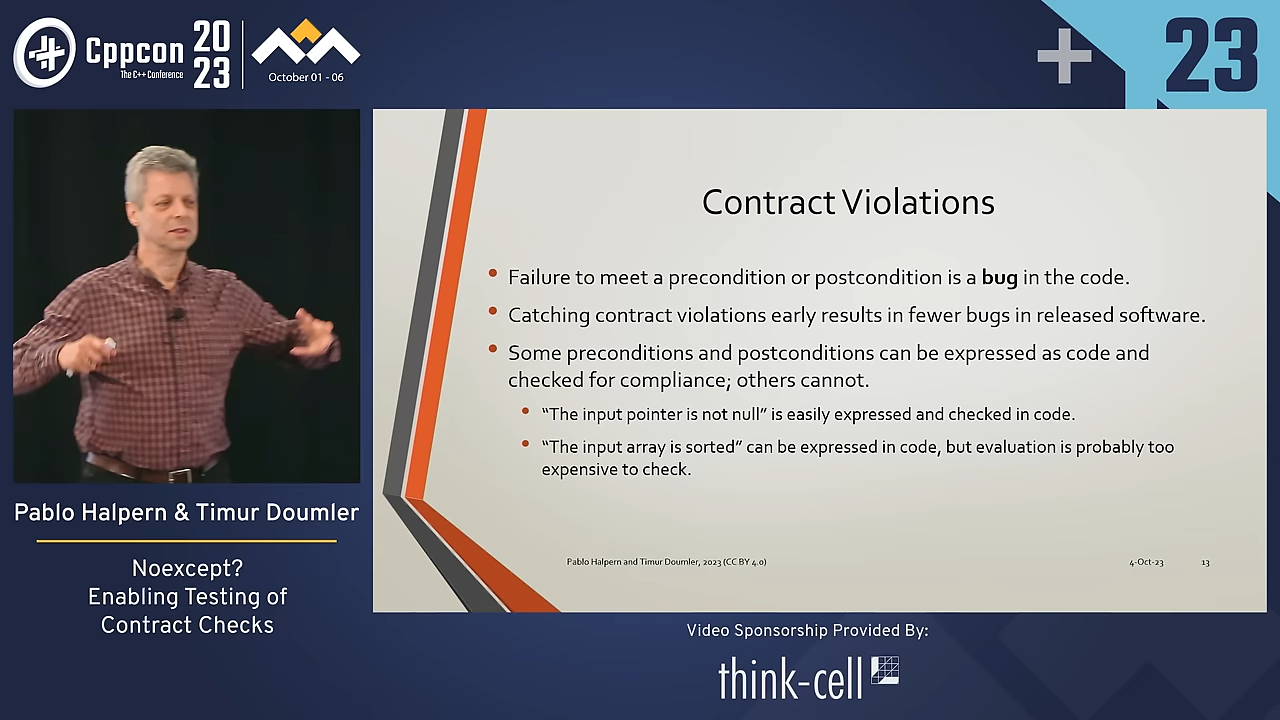 Cppcon
The C++ Conference
20
23
October 01 - 06
23
Contract Violations
Failure to meet a precondition or postcondition is a bug in the code.
Catching contract violations early results in fewer bugs in released software.
Some preconditions and postconditions can be expressed as code and
checked for compliance; others cannot.
“The input pointer is not null” is easily expressed and checked in code.
“The input array is sorted” can be expressed in code, but evaluation is probably too
expensive to check.
Pablo Halpern and Timur Doumler, 2023 (CC BY 4.0)
4-Oct-23
13
Pablo Halpern & Timur Doumler
Noexcept?
Enabling Testing of
Contract Checks
Video Sponsorship Provided By:
think-cell